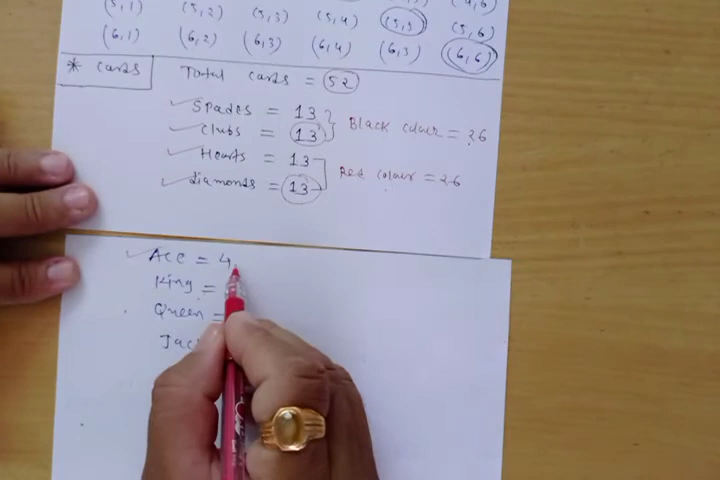 (5,1) (5,2) (5,3) (5,4) (5,5) (5,6)
(6,1) (6,2) (6,3) (6,4) (6,5) (6,6)
* Cards Total cards = 52
Spades = 13
Clubs = 13
Black colour = 26
Hearts = 13
diamonds = 13
Red colour = 26
Ace = 4
King =
Queen =